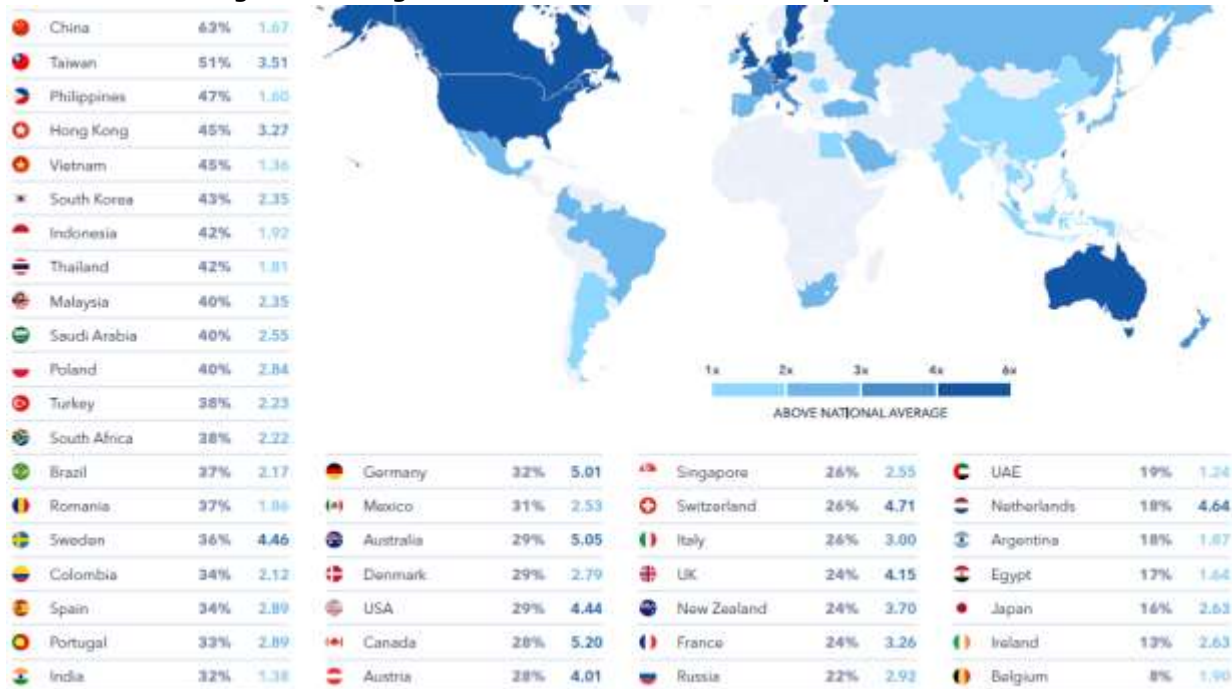 China 63% 1.67
Taiwan 51% 3.51
Philippines 47% 1.60
Hong Kong 45% 3.27
Vietnam 45% 1.36
South Korea 43% 2.35
Indonesia 42% 1.92
Thailand 42% 1.81
Malaysia 40% 2.35
Saudi Arabia 40% 2.55
Poland 40% 2.84
Turkey 38% 2.23
South Africa 38% 2.22
Brazil 37% 2.17
Romania 37%
Sweden 36% 4.46
Colombia 34% 2.12
Spain 34% 2.89
Portugal 33% 2.89
India 32% 1.38
1x 2x 3x 4x 6x
ABOVE NATIONAL AVERAGE
Germany 32% 5.01
Mexico 31% 2.53
Australia 29% 5.05
Denmark 29% 2.79
USA 29% 4.44
Canada 28% 5.20
Austria 28% 4.01
Singapore 26% 2.55
Switzerland 26% 4.71
Italy 26% 3.00
UK 24% 4.15
New Zealand 24% 3.70
France 24% 3.26
Russia 22% 2.92
UAE 19% 1.24
Netherlands 18% 4.64
Argentina 18% 1.87
Egypt 17% 1.64
Japan 16% 2.63
Ireland 13% 2.63
Belgium 8% 1.90